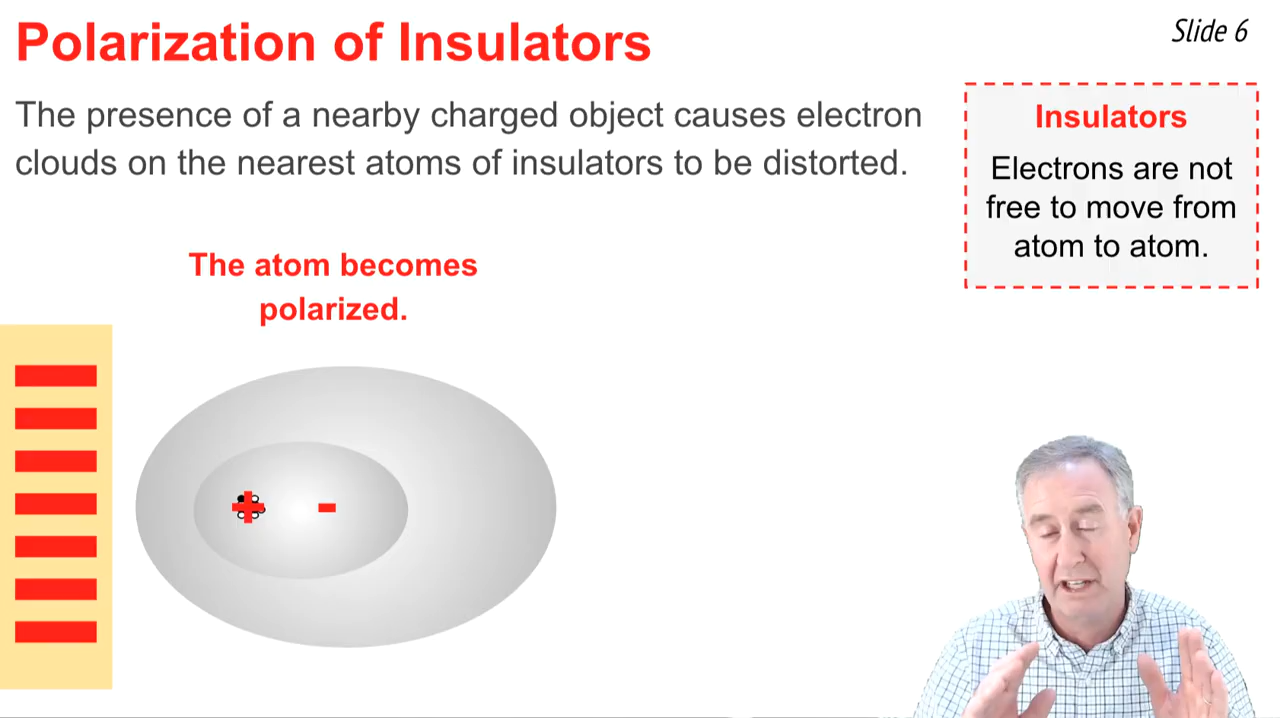 Polarization of Insulators
Slide 6
The presence of a nearby charged object causes electron
clouds on the nearest atoms of insulators to be distorted.
Insulators
Electrons are not
free to move from
atom to atom.
The atom becomes
polarized.
+ -